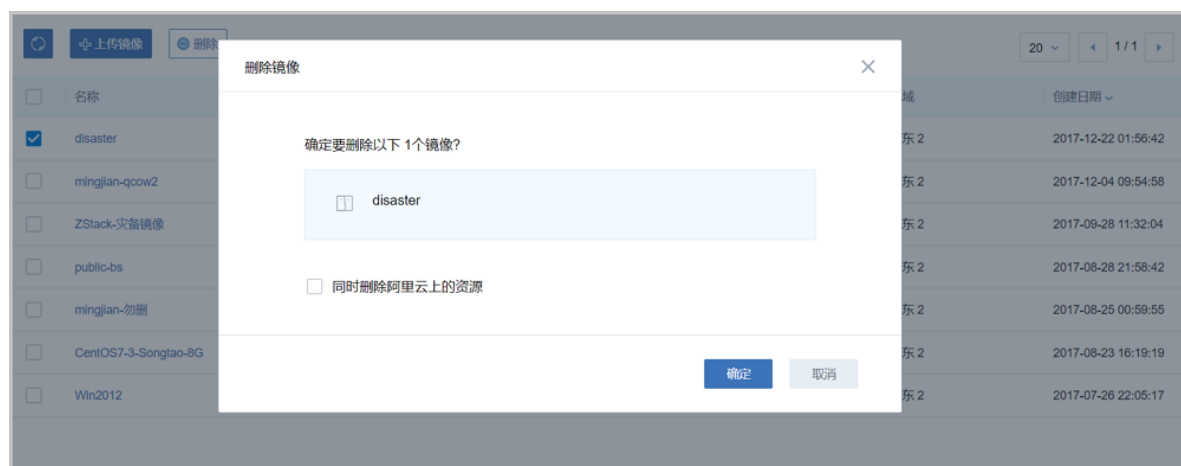 上传镜像 删除 20 1 / 1
删除镜像
名称 域 创建日期
disaster 东 2 2017-12-22 01:56:42
确定要删除以下 1个镜像?
mingjian-qcow2 东 2 2017-12-04 09:54:58
disaster
ZStack-灾备镜像 东 2 2017-09-28 11:32:04
public-bs 东 2 2017-08-28 21:58:42
同时删除阿里云上的资源
mingjian-勿删 东 2 2017-08-25 00:59:55
CentOS7-3-Songtao-8G 东 2 2017-08-23 16:19:19
确定 取消
Win2012 东 2 2017-07-26 22:05:17